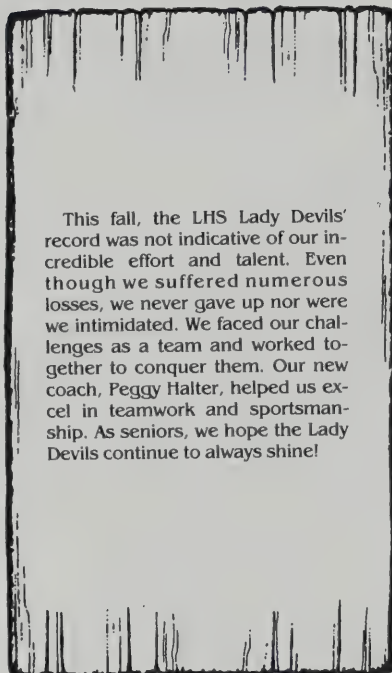 This fall, the LHS Lady Devils'
record was not indicative of our in-
credible effort and talent. Even
though we suffered numerous
losses, we never gave up nor were
we intimidated. We faced our chal-
lenges as a team and worked to-
gether to conquer them. Our new
coach, Peggy Halter, helped us ex-
cel in teamwork and sportsman-
ship. As seniors, we hope the Lady
Devils continue to always shine!